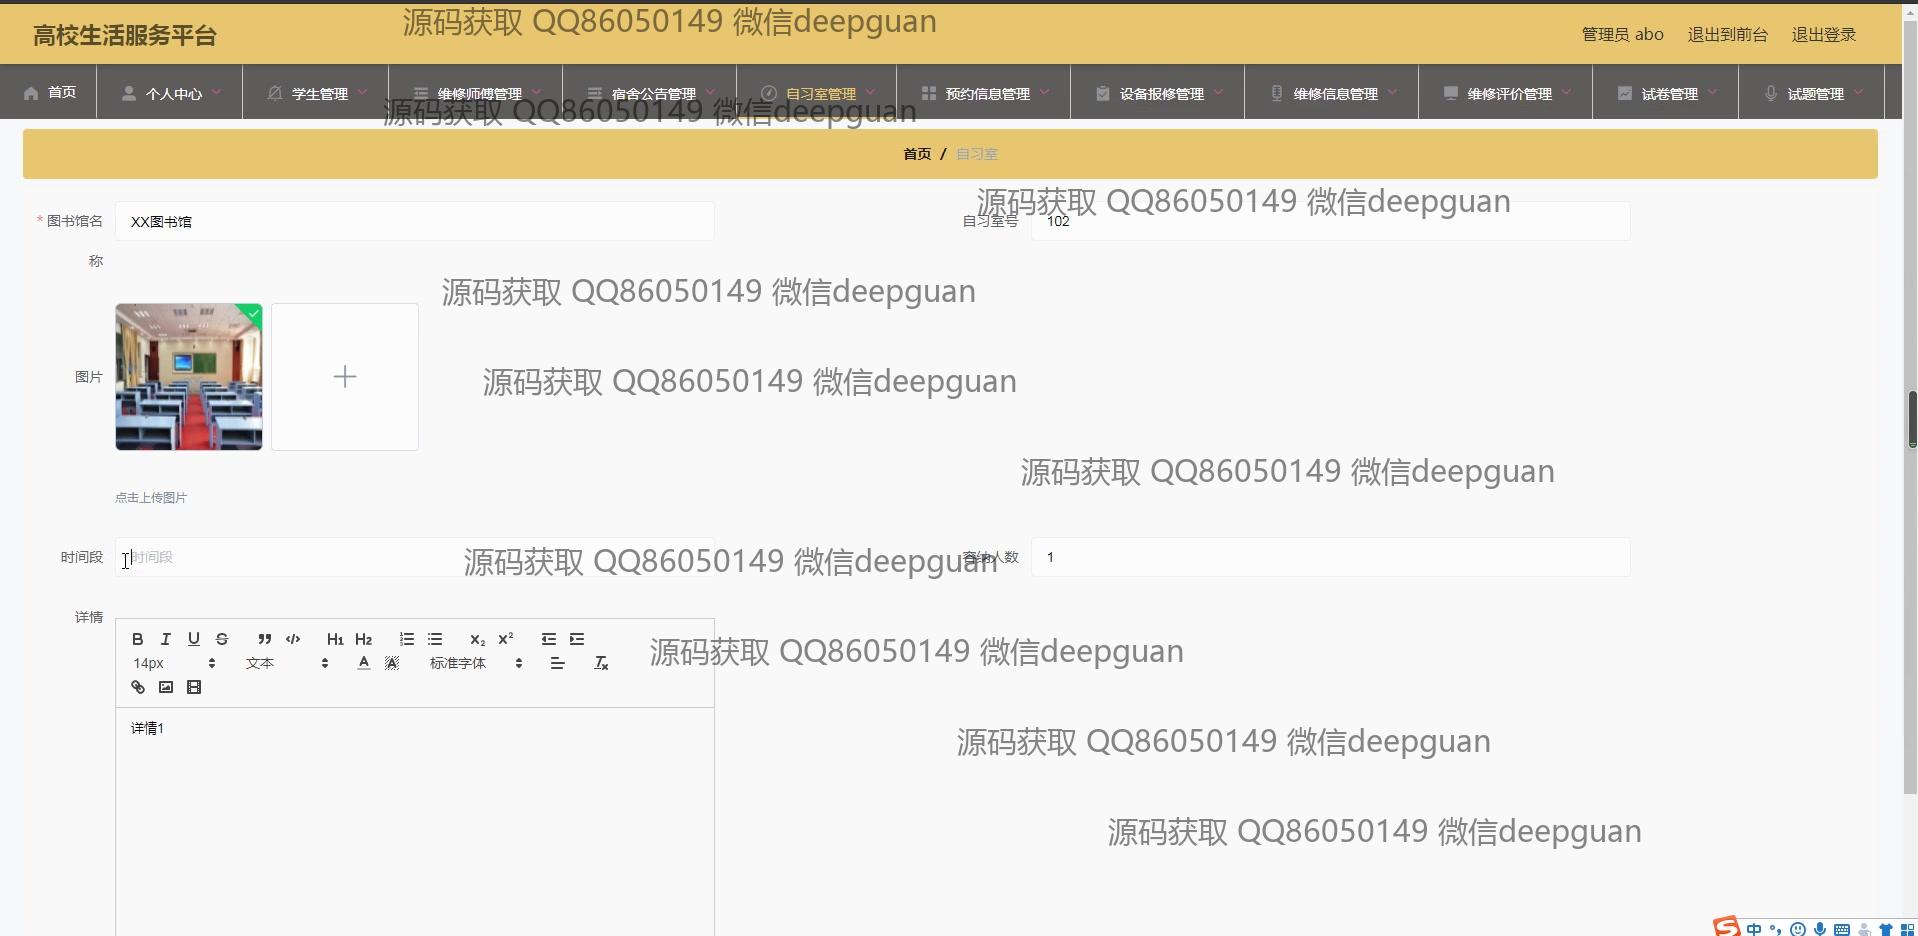 源码获取 QQ86050149 微信deepguan
高校生活服务平台
管理员 abo 退出到前台 退出登录
首页 个人中心 学生管理 维修师傅管理 宿舍公告管理 自习室管理 预约信息管理 设备报修管理 维修信息管理 维修评价管理 试卷管理 试题管理
源码获取 QQ86050149 微信deepguan
首页 / 自习室
源码获取 QQ86050149 微信deepguan
* 图书馆名 XX图书馆 自习室号 102
称
源码获取 QQ86050149 微信deepguan
图片
源码获取 QQ86050149 微信deepguan
源码获取 QQ86050149 微信deepguan
点击上传图片
时间段 时间段 容纳人数 1
源码获取 QQ86050149 微信deepguan
详情
B I U S H1 H2 X2 X2
源码获取 QQ86050149 微信deepguan
14px 文本 A A 标准字体 Tx
详情1
源码获取 QQ86050149 微信deepguan
源码获取 QQ86050149 微信deepguan
中